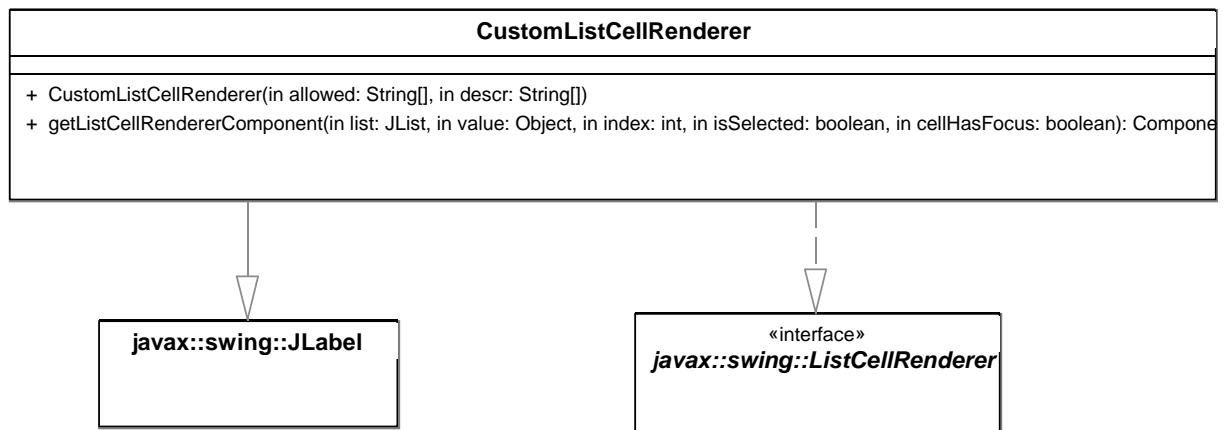 CustomListCellRenderer
+ CustomListCellRenderer(in allowed: String[], in descr: String[])
+ getListCellRendererComponent(in list: JList, in value: Object, in index: int, in isSelected: boolean, in cellHasFocus: boolean): Compone
javax::swing::JLabel
«interface»
javax::swing::ListCellRenderer